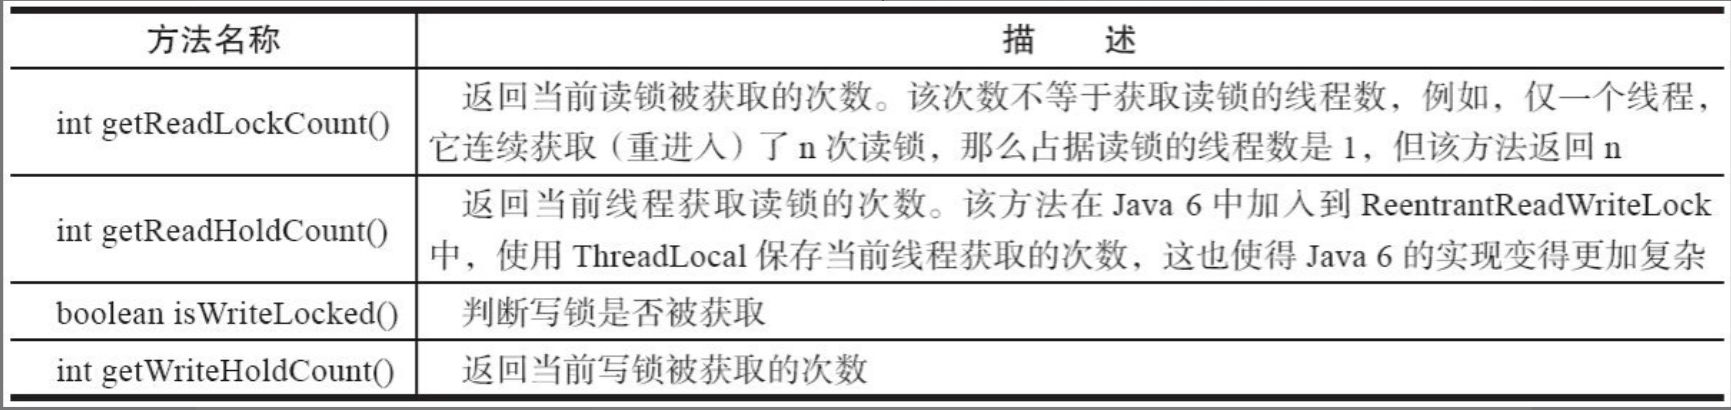 方法名称 描 述
int getReadLockCount()
返回当前读锁被获取的次数。该次数不等于获取读锁的线程数，例如，仅一个线程，
它连续获取（重进入）了 n 次读锁，那么占据读锁的线程数是 1，但该方法返回 n
int getReadHoldCount()
返回当前线程获取读锁的次数。该方法在 Java 6 中加入到 ReentrantReadWriteLock
中，使用 ThreadLocal 保存当前线程获取的次数，这也使得 Java 6 的实现变得更加复杂
boolean isWriteLocked()
判断写锁是否被获取
int getWriteHoldCount()
返回当前写锁被获取的次数